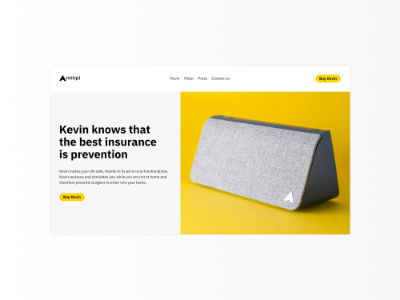 mitipi
Kevin Mitipi Press Contact us
Buy Kevin
Kevin knows that
the best insurance
is prevention
Kevin makes your life safe, thanks to its all-in-one functionalities.
Kevin replaces and simulates you while you are not at home and
therefore prevents burglars to enter into your home.
Buy Kevin